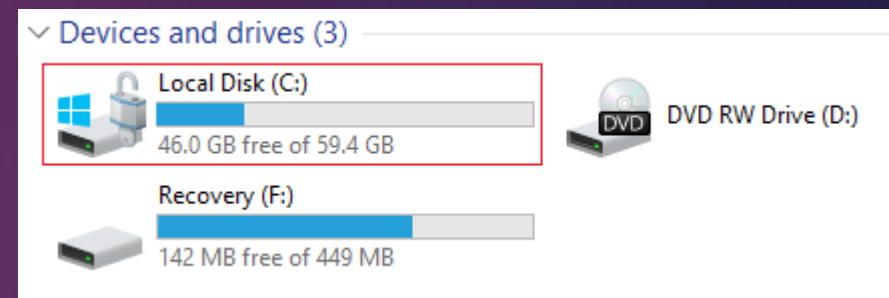 Devices and drives (3)
Local Disk (C:)
46.0 GB free of 59.4 GB
DVD
DVD RW Drive (D:)
Recovery (F:)
142 MB free of 449 MB